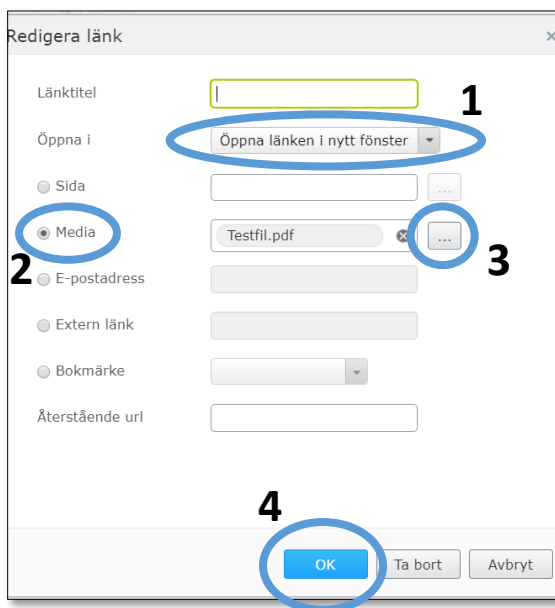 Redigera länk ×
Länktitel
1
Öppna i Öppna länken i nytt fönster
Sida ...
Media Testfil.pdf ...
2 3
E-postadress
Extern länk
Bokmärke
Återstående url
4
OK Ta bort Avbryt